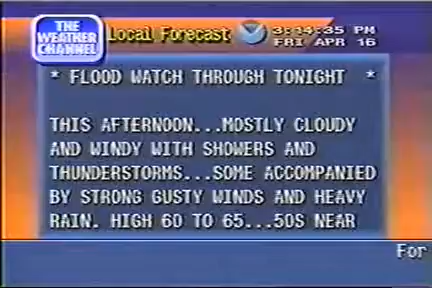 THE
WEATHER
CHANNEL
Local Forecast
3:14:35 PM
FRI APR 16
* FLOOD WATCH THROUGH TONIGHT *
THIS AFTERNOON...MOSTLY CLOUDY
AND WINDY WITH SHOWERS AND
THUNDERSTORMS...SOME ACCOMPANIED
BY STRONG GUSTY WINDS AND HEAVY
RAIN. HIGH 60 TO 65...50S NEAR
For